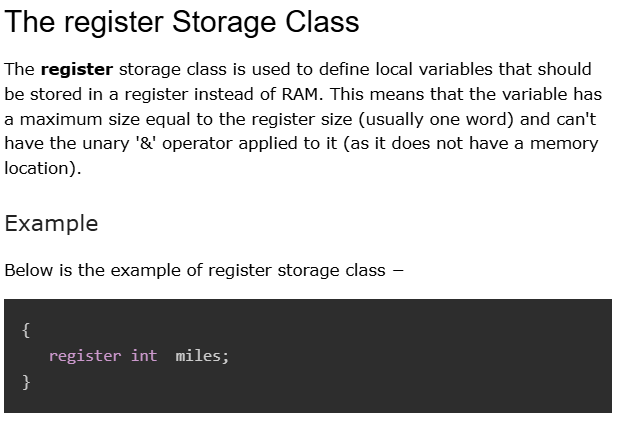 The register Storage Class
The register storage class is used to define local variables that should
be stored in a register instead of RAM. This means that the variable has
a maximum size equal to the register size (usually one word) and can't
have the unary '&' operator applied to it (as it does not have a memory
location).
Example
Below is the example of register storage class −
{
   register int  miles;
}